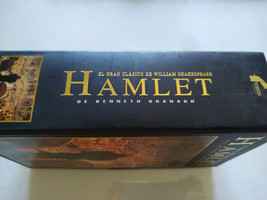 EL GRAN CLÁSICO DE WILLIAM SHAKESPEARE
HAMLET
DE KENNETH BRANAGH